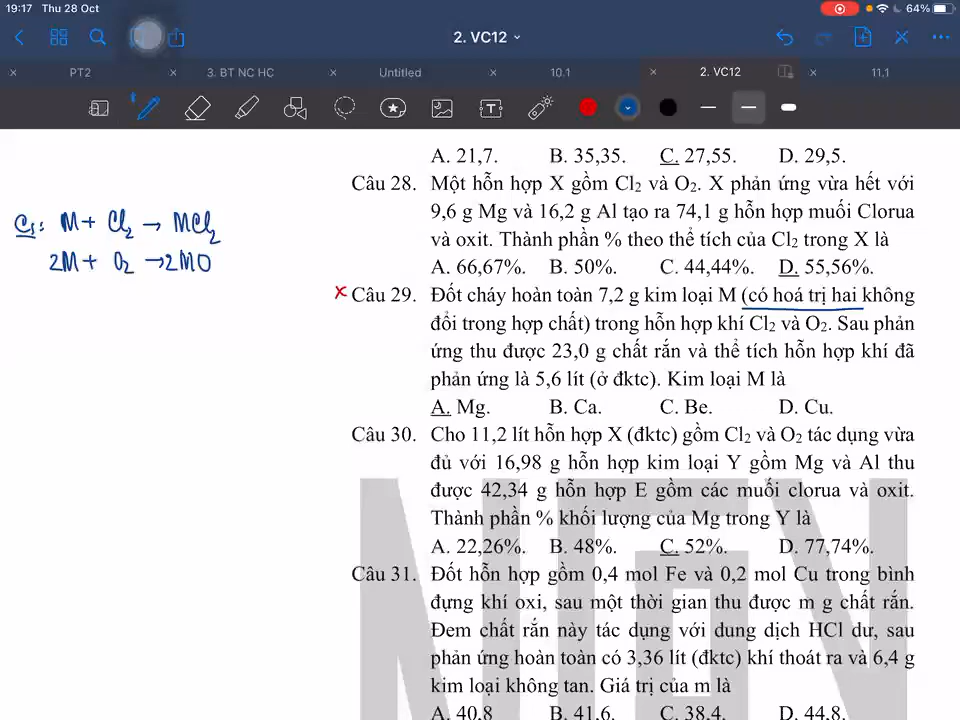 19:17 Thu 28 Oct
64%
2. VC12
PT2
3. BT NC HC
Untitled
10.1
2. VC12
11.1
A. 21,7. B. 35,35. C. 27,55. D. 29,5.
Câu 28. Một hỗn hợp X gồm Cl₂ và O₂. X phản ứng vừa hết với
9,6 g Mg và 16,2 g Al tạo ra 74,1 g hỗn hợp muối Clorua
và oxit. Thành phần % theo thể tích của Cl₂ trong X là
A. 66,67%. B. 50%. C. 44,44%. D. 55,56%.
C₁: M + Cl₂ → MCl₂
2M + O₂ → 2MO
x Câu 29. Đốt cháy hoàn toàn 7,2 g kim loại M (có hoá trị hai không
đổi trong hợp chất) trong hỗn hợp khí Cl₂ và O₂. Sau phản
ứng thu được 23,0 g chất rắn và thể tích hỗn hợp khí đã
phản ứng là 5,6 lít (ở đktc). Kim loại M là
A. Mg. B. Ca. C. Be. D. Cu.
Câu 30. Cho 11,2 lít hỗn hợp X (đktc) gồm Cl₂ và O₂ tác dụng vừa
đủ với 16,98 g hỗn hợp kim loại Y gồm Mg và Al thu
được 42,34 g hỗn hợp E gồm các muối clorua và oxit.
Thành phần % khối lượng của Mg trong Y là
A. 22,26%. B. 48%. C. 52%. D. 77,74%.
Câu 31. Đốt hỗn hợp gồm 0,4 mol Fe và 0,2 mol Cu trong bình
đựng khí oxi, sau một thời gian thu được m g chất rắn.
Đem chất rắn này tác dụng với dung dịch HCl dư, sau
phản ứng hoàn toàn có 3,36 lít (đktc) khí thoát ra và 6,4 g
kim loại không tan. Giá trị của m là
A. 40,8 B. 41,6. C. 38,4. D. 44,8.